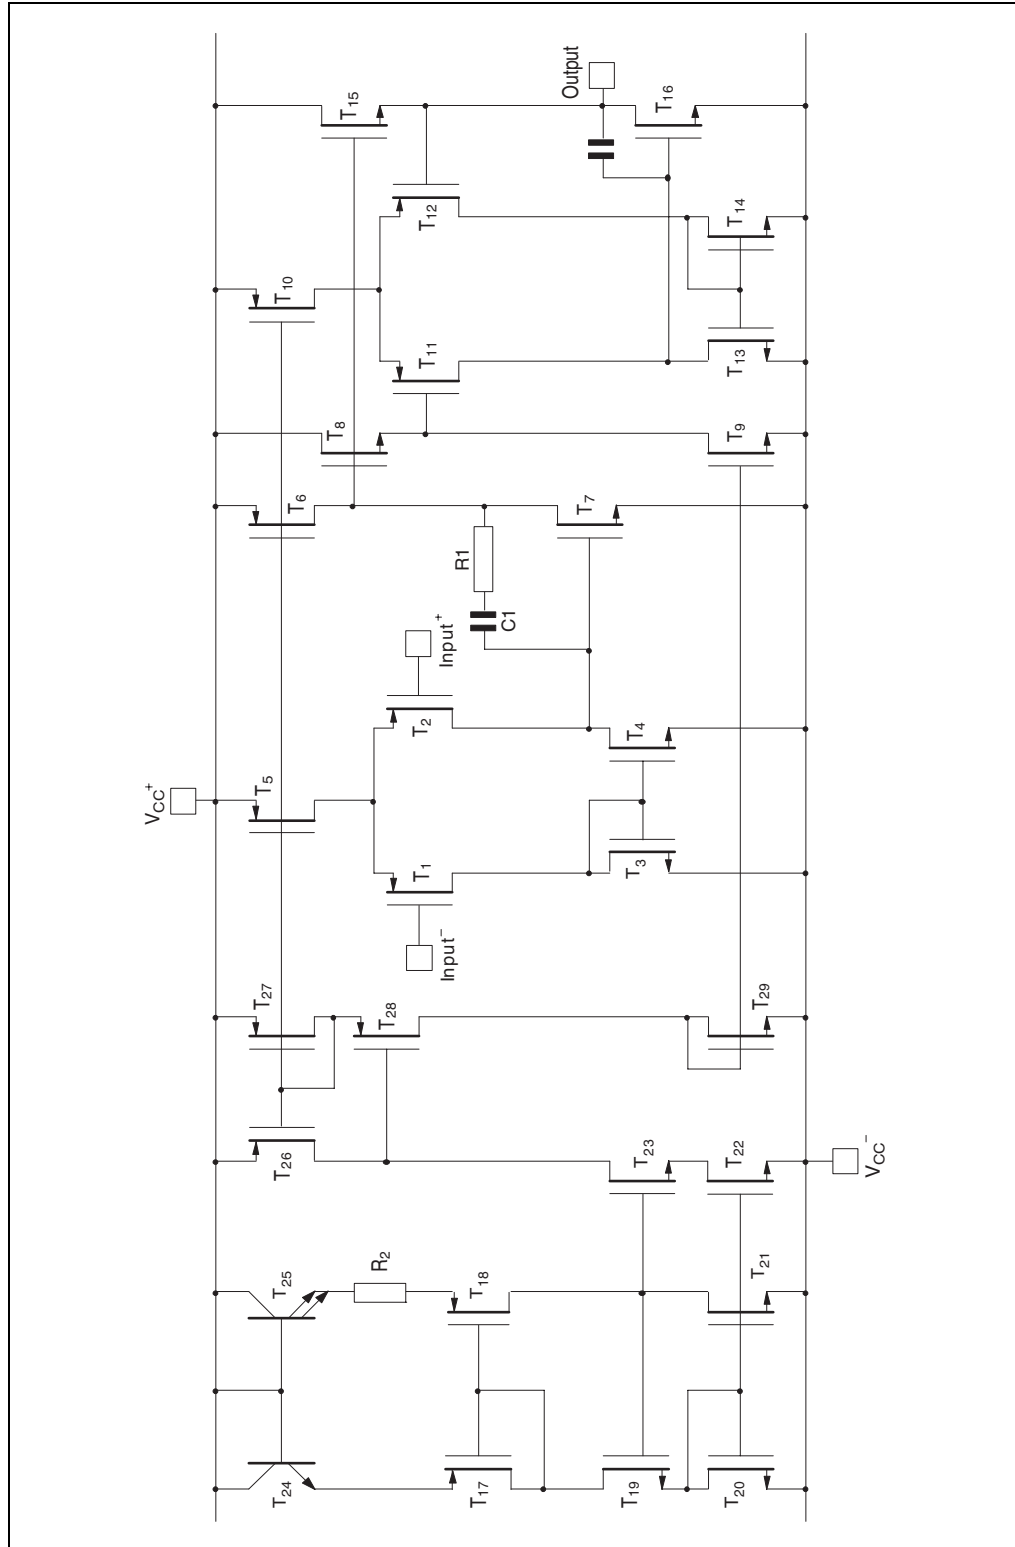 Output
T15
T16
T12
T14
T10
T11
T13
T8
T9
T6
T7
R1
C1
Input+
T2
T4
VCC+
T5
T1
T3
Input−
T27
T28
T29
T26
T23
T22
VCC−
T25
R2
T18
T21
T24
T17
T19
T20